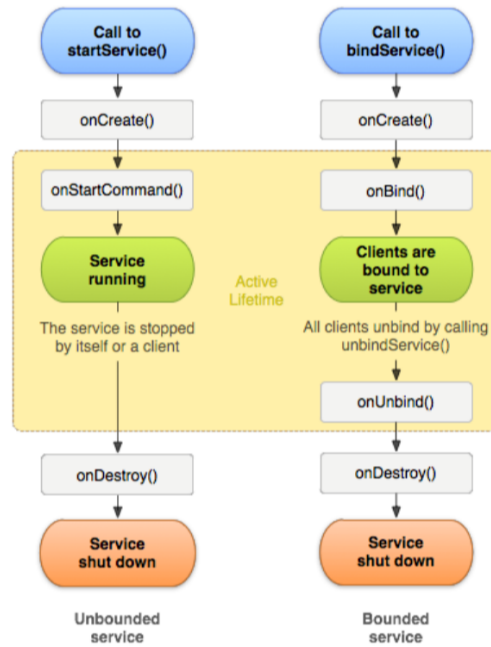 Call to
startService()
onCreate()
onStartCommand()
Service
running
The service is stopped
by itself or a client
onDestroy()
Service
shut down
Unbounded
service
Active
Lifetime
Call to
bindService()
onCreate()
onBind()
Clients are
bound to
service
All clients unbind by calling
unbindService()
onUnbind()
onDestroy()
Service
shut down
Bounded
service